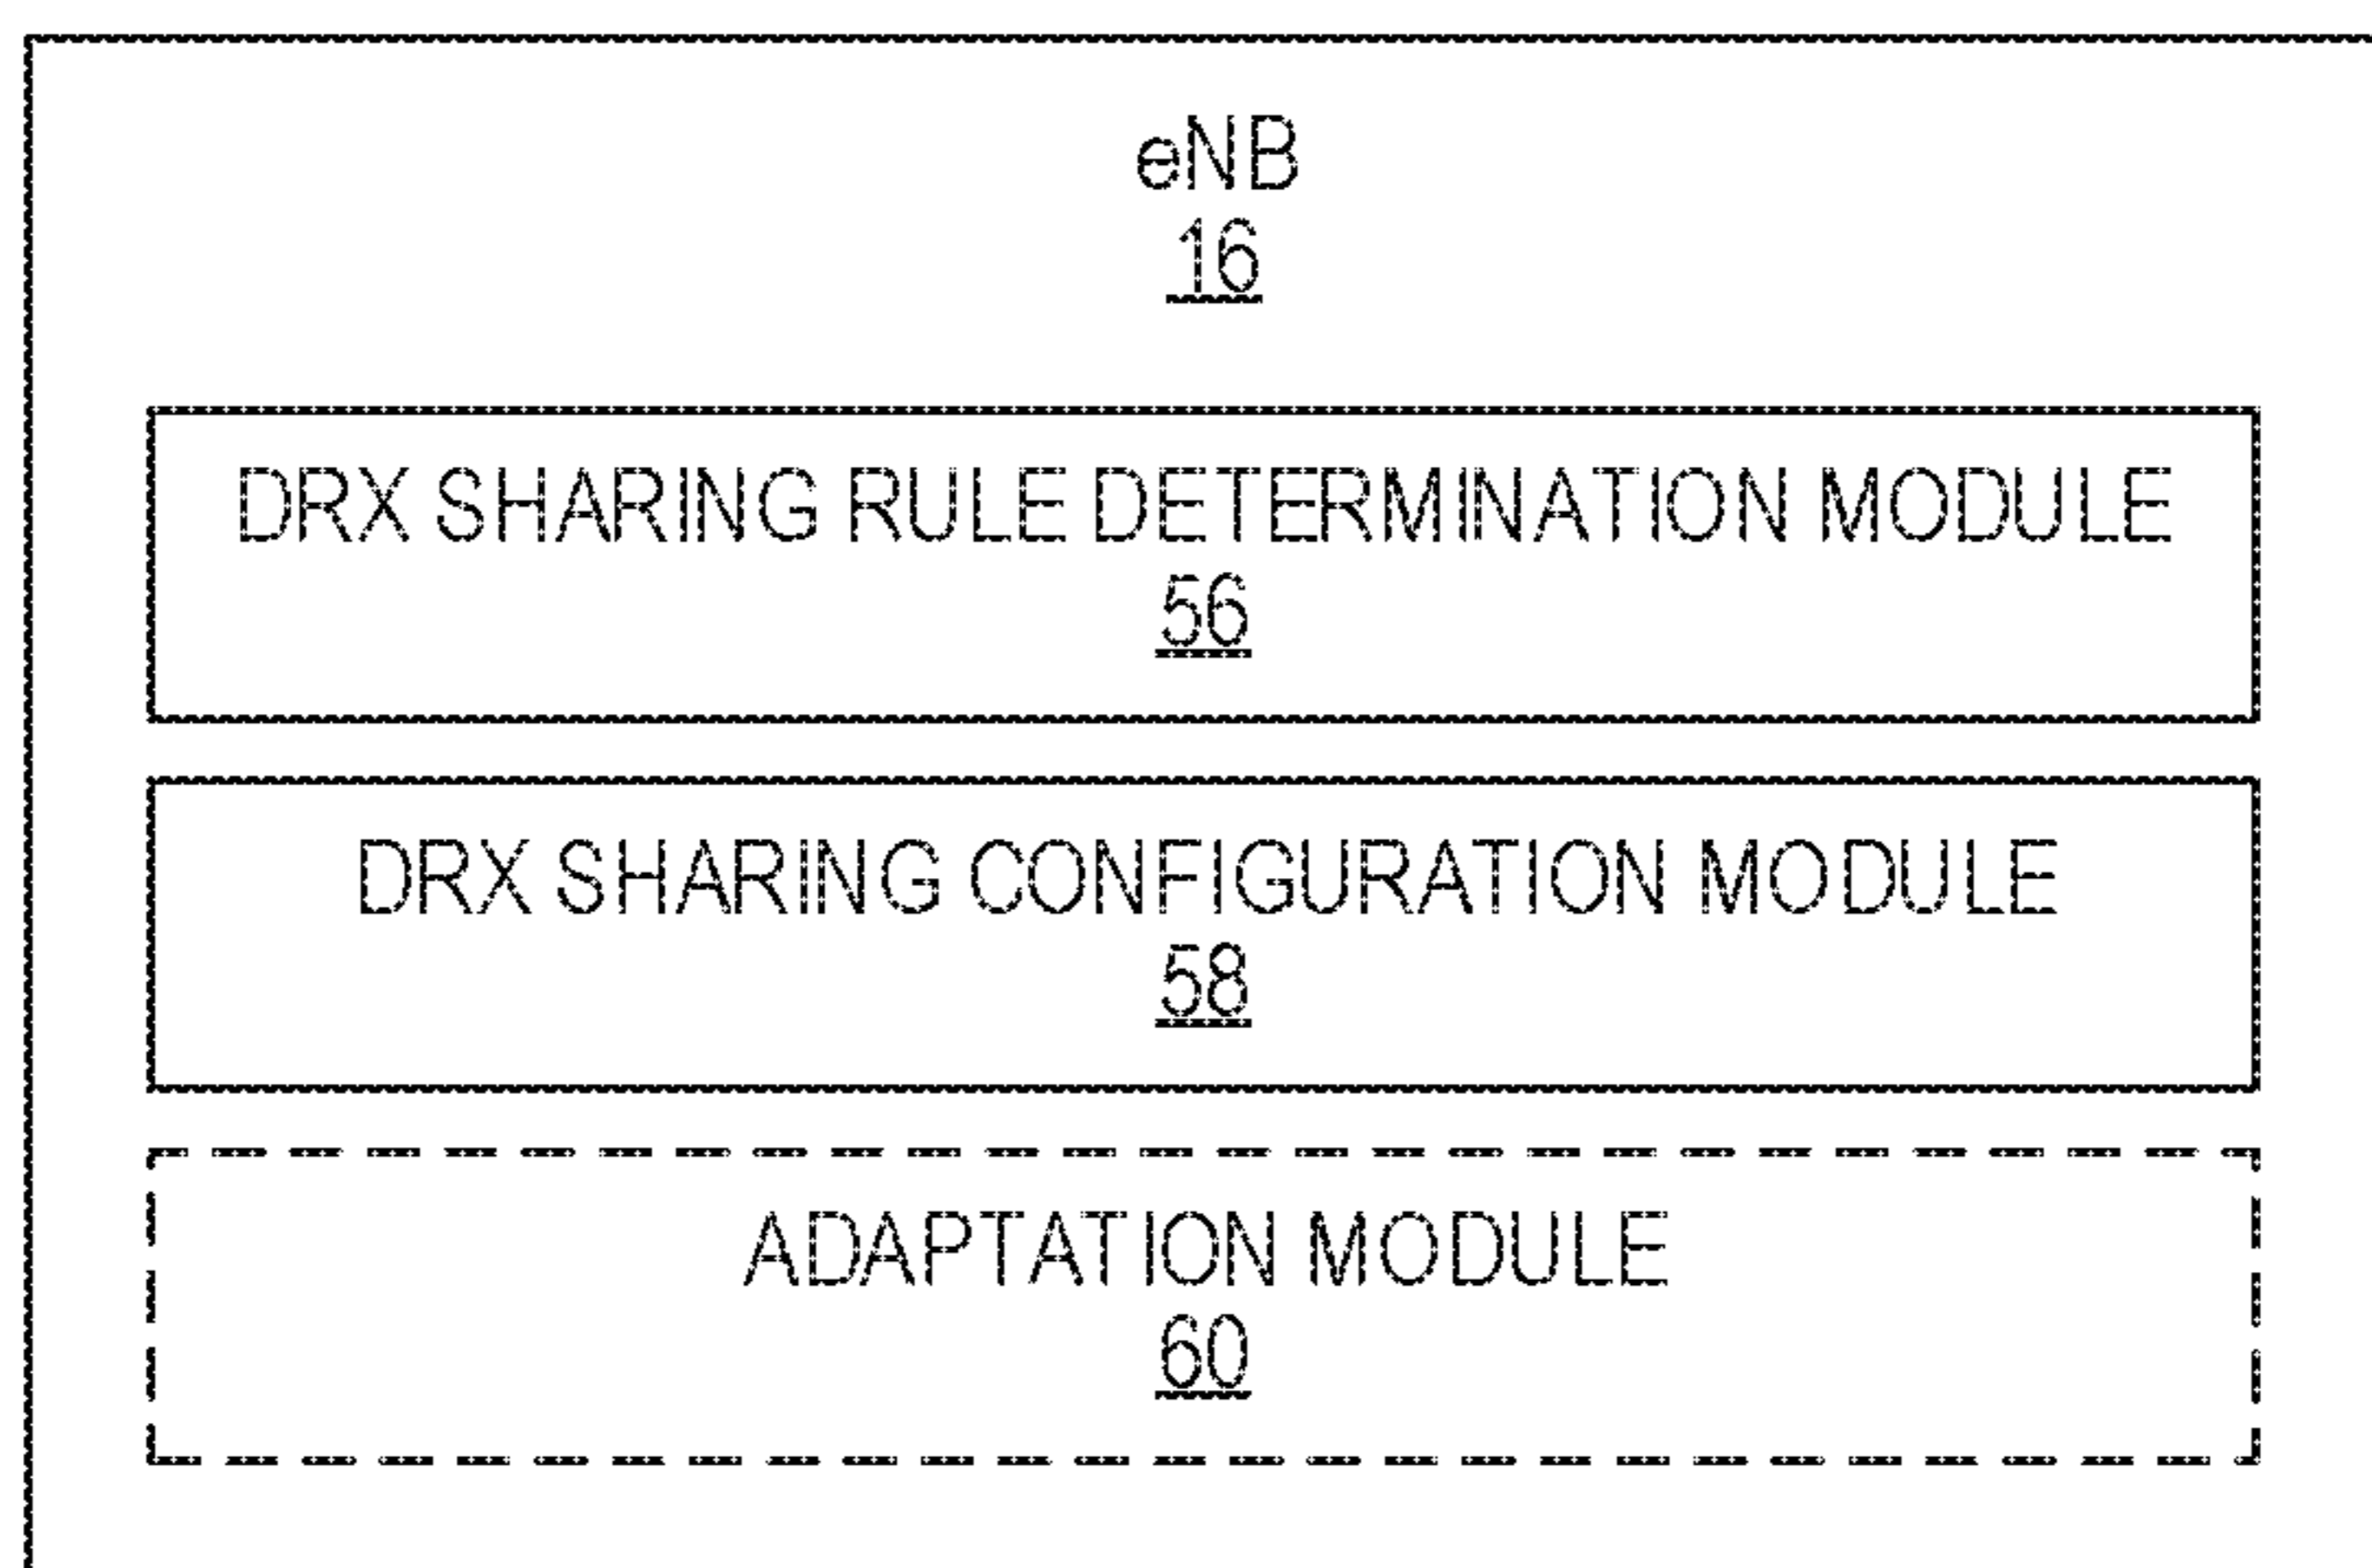 eNB
16
DRX SHARING RULE DETERMINATION MODULE
56
DRX SHARING CONFIGURATION MODULE
58
ADAPTATION MODULE
60